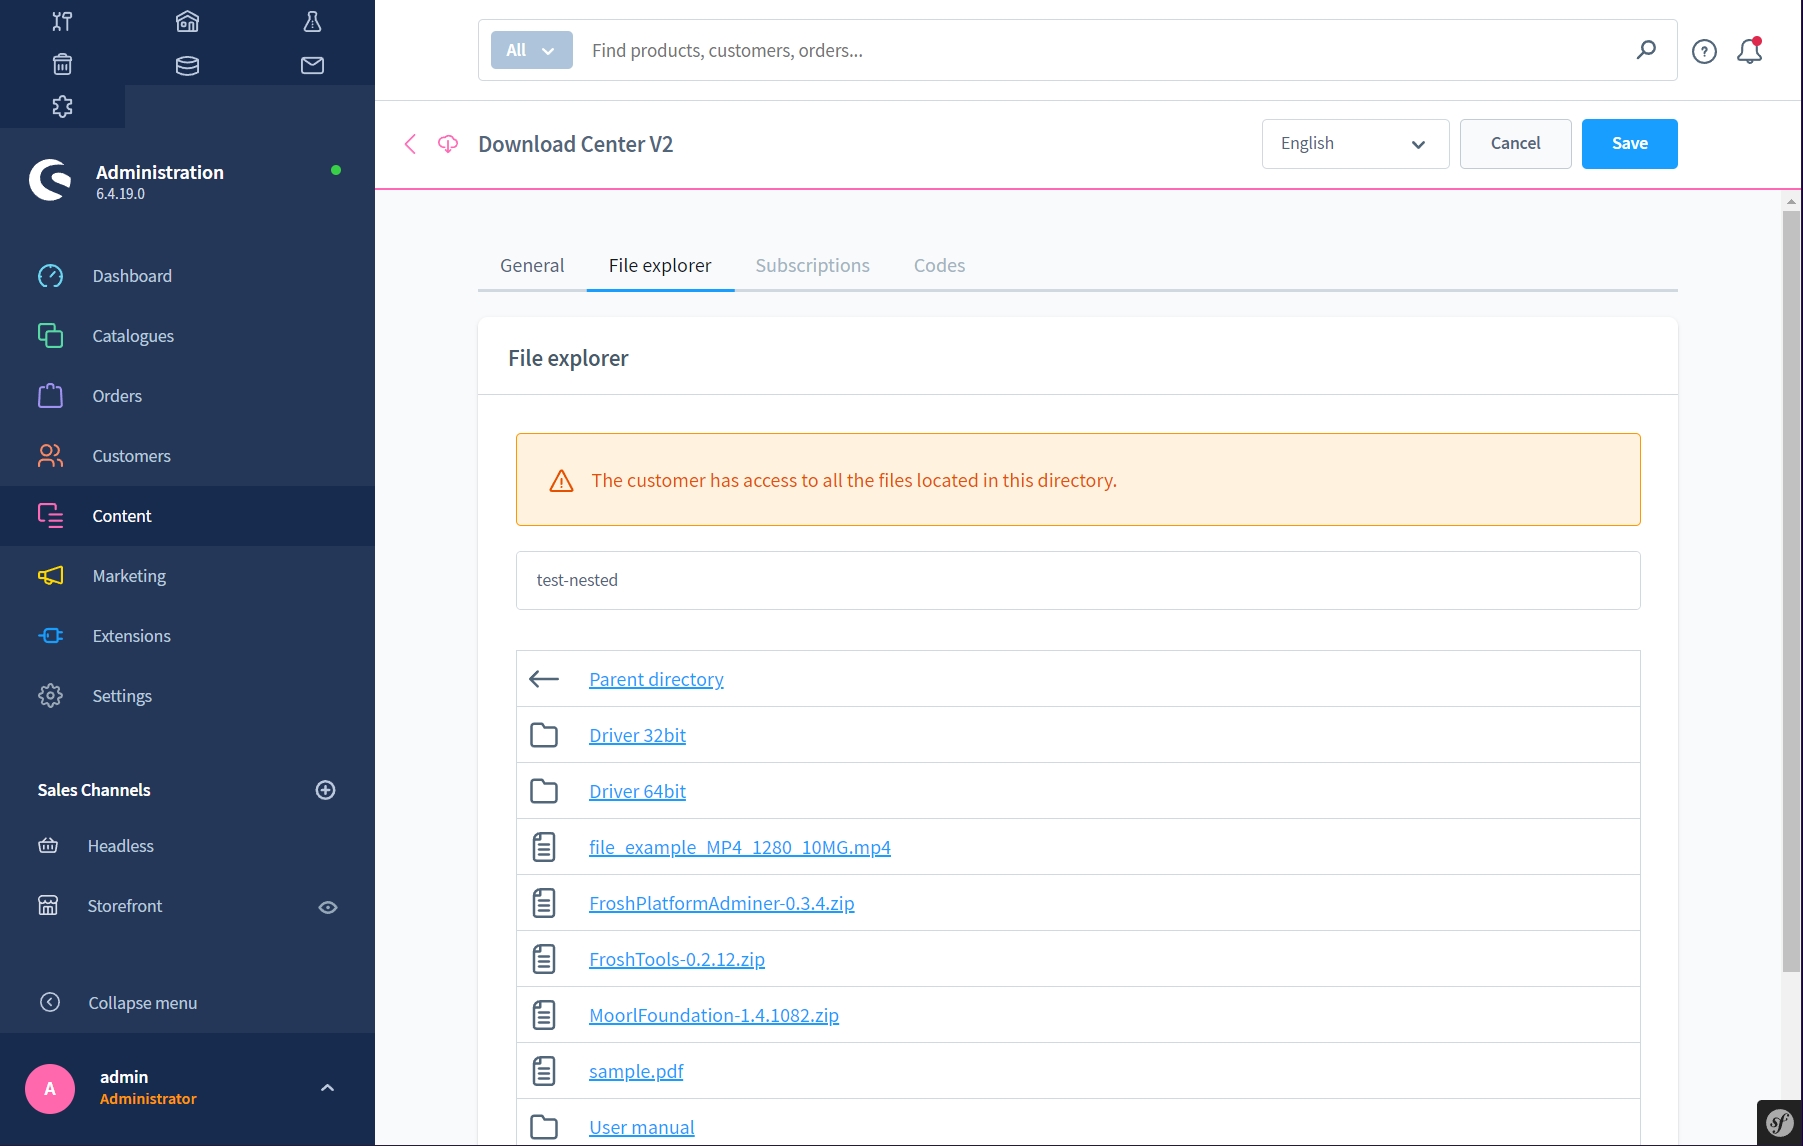 All
Find products, customers, orders...
Administration
6.4.19.0
Dashboard
Catalogues
Orders
Customers
Content
Marketing
Extensions
Settings
Sales Channels
Headless
Storefront
Collapse menu
A
admin
Administrator
Download Center V2
English
Cancel
Save
General
File explorer
Subscriptions
Codes
File explorer
The customer has access to all the files located in this directory.
test-nested
Parent directory
Driver 32bit
Driver 64bit
file_example_MP4_1280_10MG.mp4
FroshPlatformAdminer-0.3.4.zip
FroshTools-0.2.12.zip
MoorlFoundation-1.4.1082.zip
sample.pdf
User manual
sf